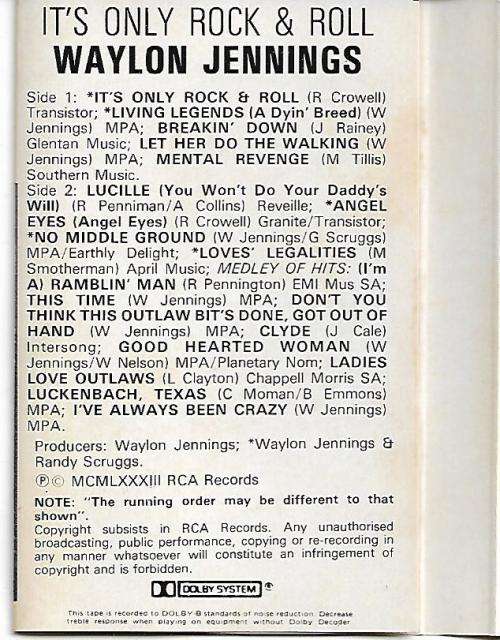 IT'S ONLY ROCK & ROLL
WAYLON JENNINGS
Side 1: *IT'S ONLY ROCK & ROLL (R Crowell)
Transistor; *LIVING LEGENDS (A Dyin' Breed) (W
Jennings) MPA; BREAKIN' DOWN (J Rainey)
Glentan Music; LET HER DO THE WALKING (W
Jennings) MPA; MENTAL REVENGE (M Tillis)
Southern Music.
Side 2: LUCILLE (You Won't Do Your Daddy's
Will) (R Penniman/A Collins) Reveille; *ANGEL
EYES (Angel Eyes) (R Crowell) Granite/Transistor;
*NO MIDDLE GROUND (W Jennings/G Scruggs)
MPA/Earthly Delight; *LOVES' LEGALITIES (M
Smotherman) April Music; MEDLEY OF HITS: (I'm
A) RAMBLIN' MAN (R Pennington) EMI Mus SA;
THIS TIME (W Jennings) MPA; DON'T YOU
THINK THIS OUTLAW BIT'S DONE, GOT OUT OF
HAND (W Jennings) MPA; CLYDE (J Cale)
Intersong; GOOD HEARTED WOMAN (W
Jennings/W Nelson) MPA/Planetary Nom; LADIES
LOVE OUTLAWS (L Clayton) Chappell Morris SA;
LUCKENBACH, TEXAS (C Moman/B Emmons)
MPA; I'VE ALWAYS BEEN CRAZY (W Jennings)
MPA.
Producers: Waylon Jennings; *Waylon Jennings &
Randy Scruggs.
Ⓟ© MCMLXXXIII RCA Records
NOTE: "The running order may be different to that
shown".
Copyright subsists in RCA Records. Any unauthorised
broadcasting, public performance, copying or re-recording in
any manner whatsoever will constitute an infringement of
copyright and is forbidden.
DOLBY SYSTEM ®
This tape is recorded to DOLBY-B standards of noise reduction. Decrease
treble response when playing on equipment without Dolby Decoder